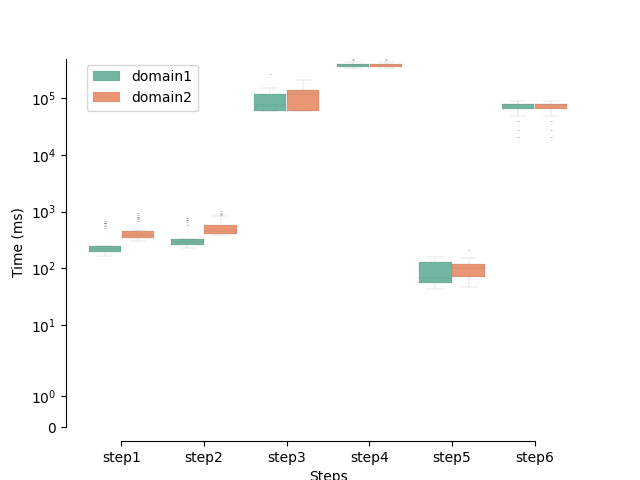 domain1
domain2
10⁵
10⁴
10³
10²
10¹
10⁰
0
Time (ms)
step1 step2 step3 step4 step5 step6
Steps